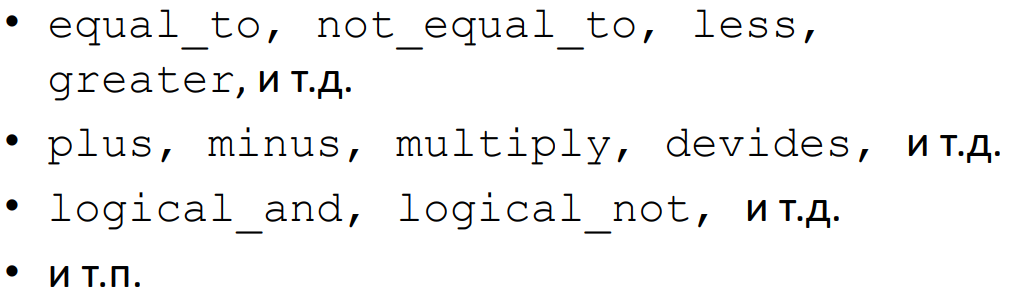 • equal_to, not_equal_to, less,
greater, и т.д.
• plus, minus, multiply, devides, и т.д.
• logical_and, logical_not, и т.д.
• и т.п.